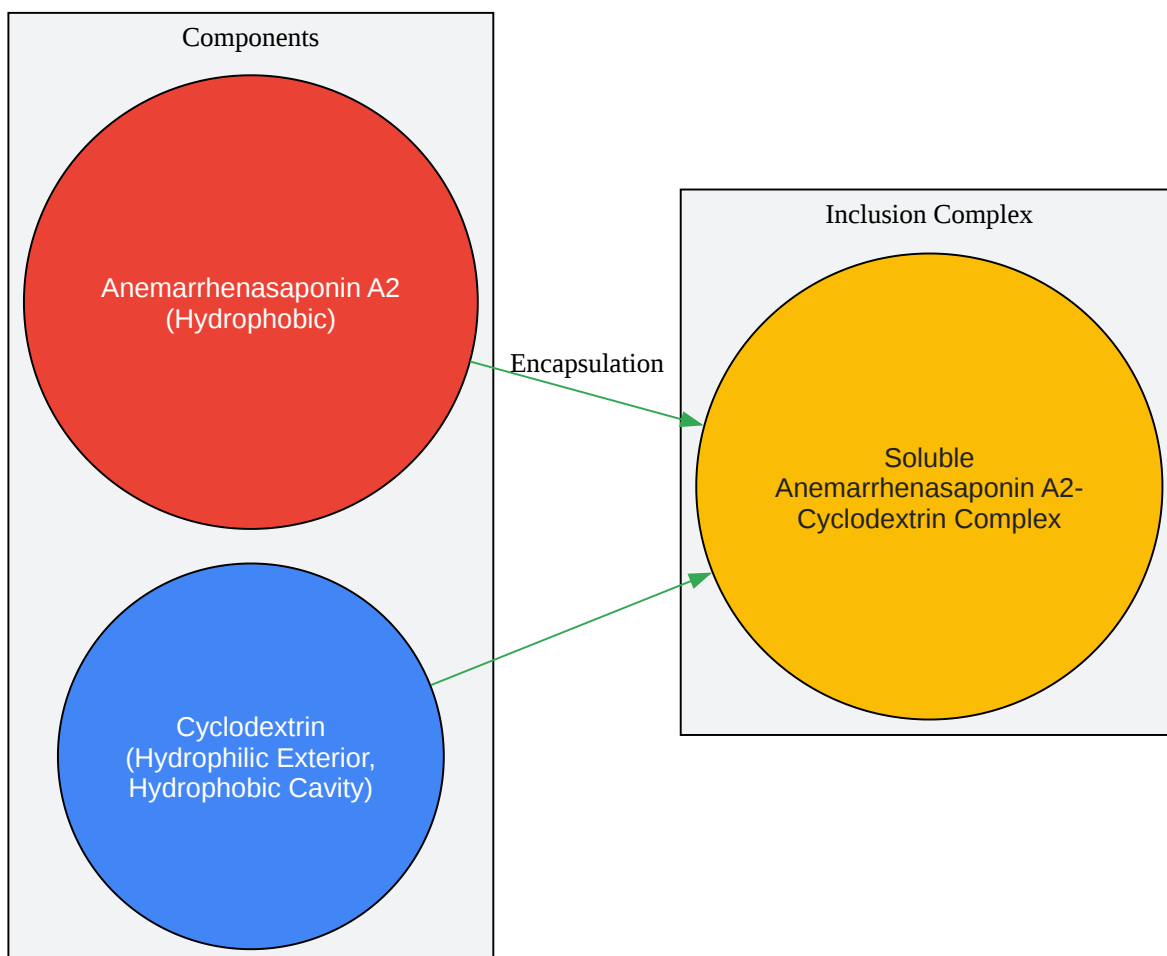 Components
Anemarrhenasaponin A2
(Hydrophobic)
Cyclodextrin
(Hydrophilic Exterior,
Hydrophobic Cavity)
Encapsulation
Inclusion Complex
Soluble
Anemarrhenasaponin A2-
Cyclodextrin Complex